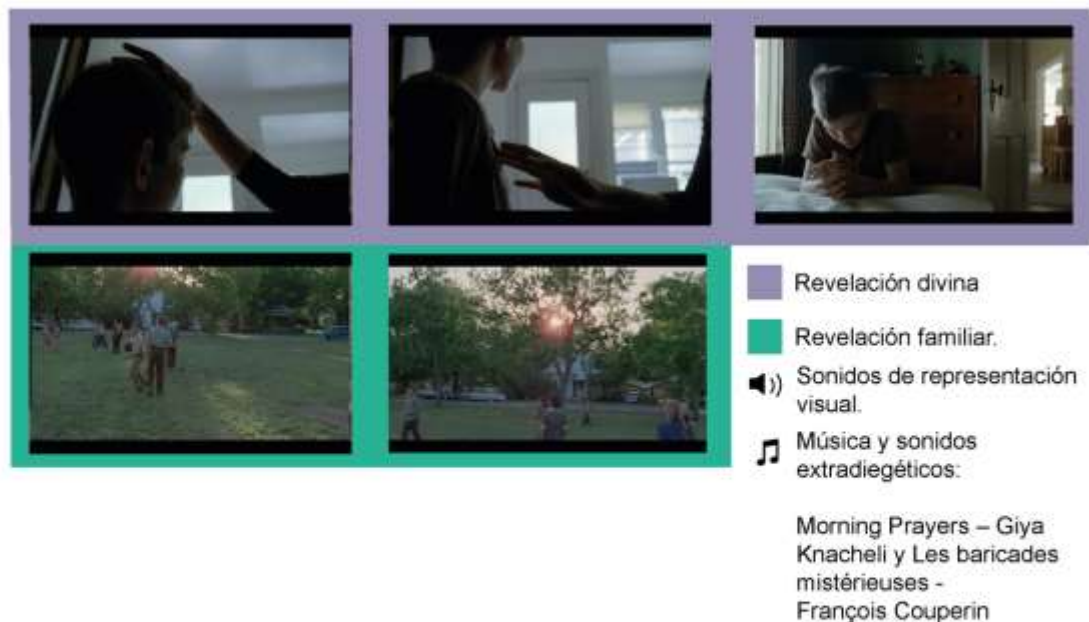 Revelación divina
Revelación familiar.
Sonidos de representación
visual.
Música y sonidos
extradiegéticos:
Morning Prayers – Giya
Knacheli y Les baricades
mistérieuses -
François Couperin